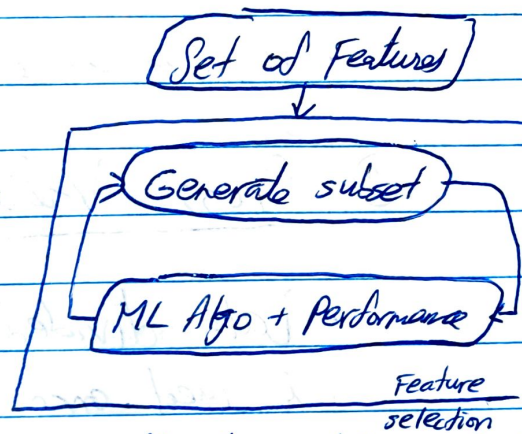 Set of Features
Generate subset
ML Algo + Performance
Feature
selection